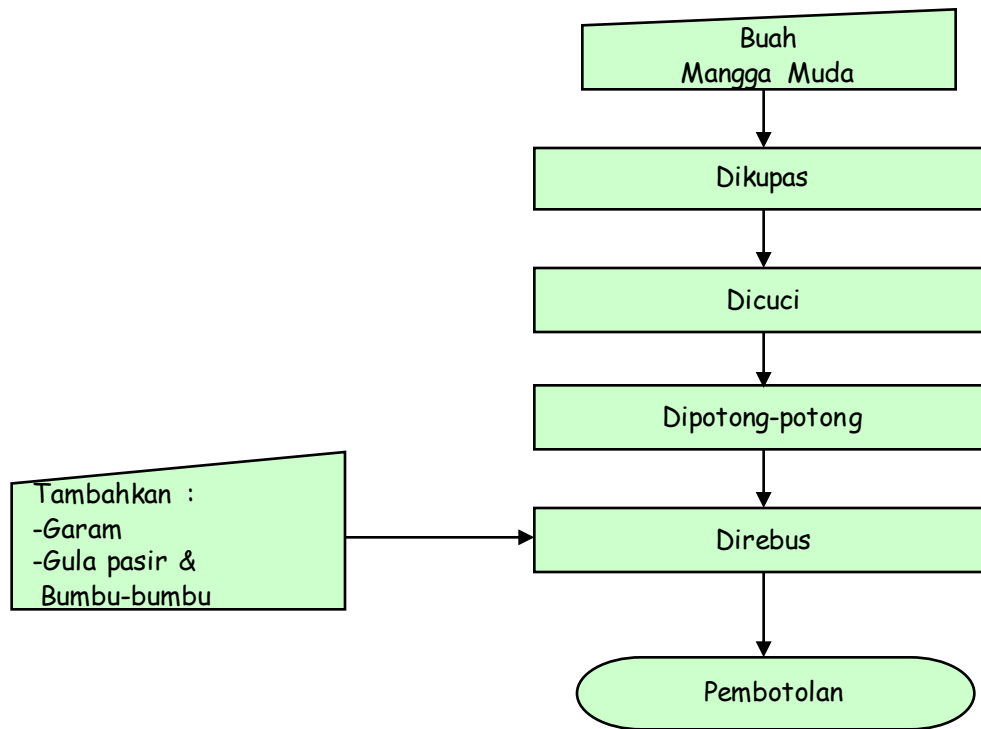 Buah
Mangga Muda
Dikupas
Dicuci
Dipotong-potong
Tambahkan :
-Garam
-Gula pasir &
Bumbu-bumbu
Direbus
Pembotolan